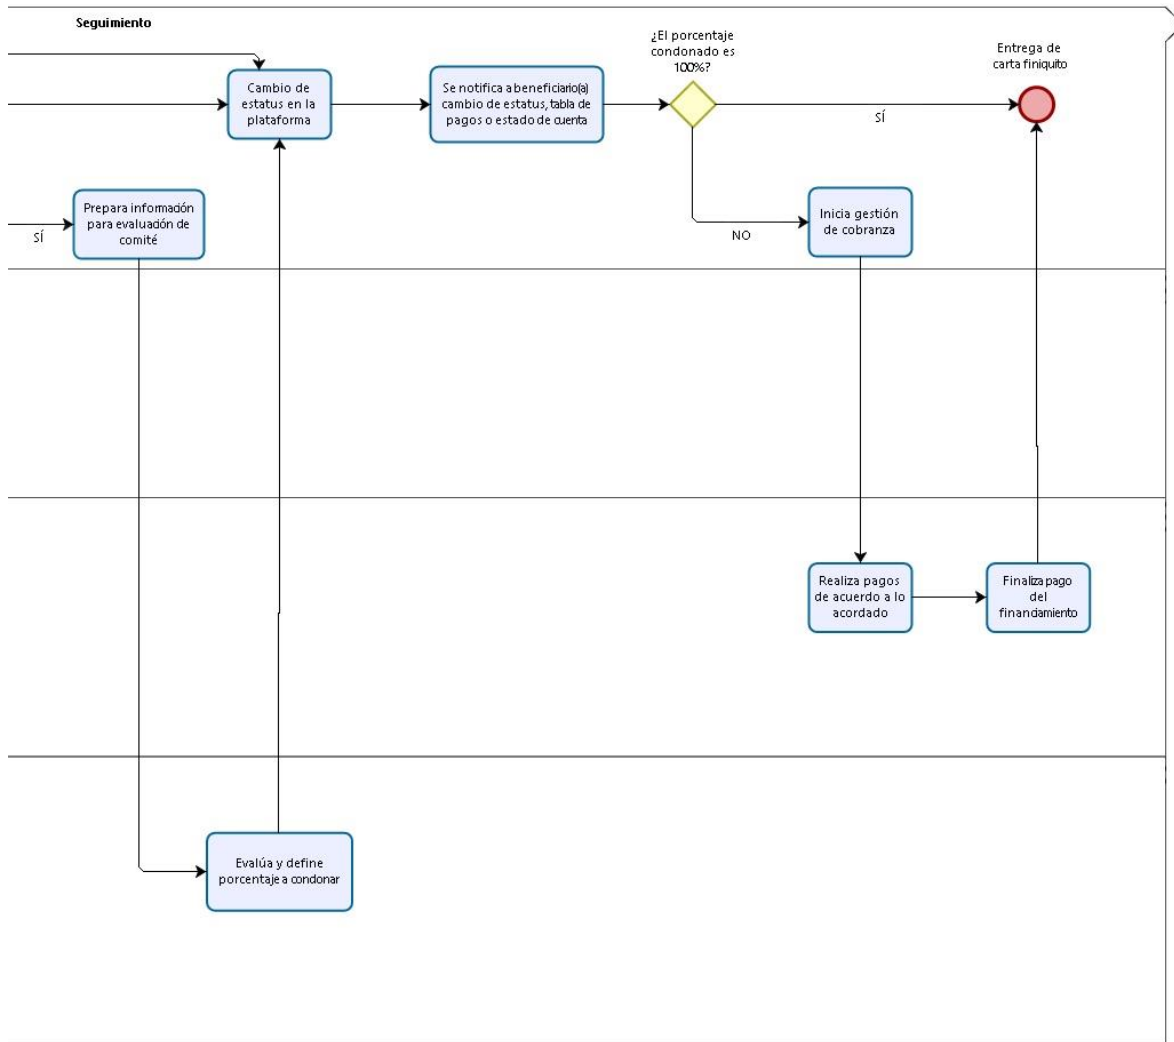 Seguimiento
¿El porcentaje
condonado es
100%?
Entrega de
carta finiquito
Cambio de
estatus en la
plataforma
Se notifica a beneficiario(a)
cambio de estatus, tabla de
pagos o estado de cuenta
SÍ
Prepara información
para evaluación de
comité
SÍ
Inicia gestión
de cobranza
NO
Realiza pagos
de acuerdo a lo
acordado
Finaliza pago
del
financiamiento
Evalúa y define
porcentaje a condonar